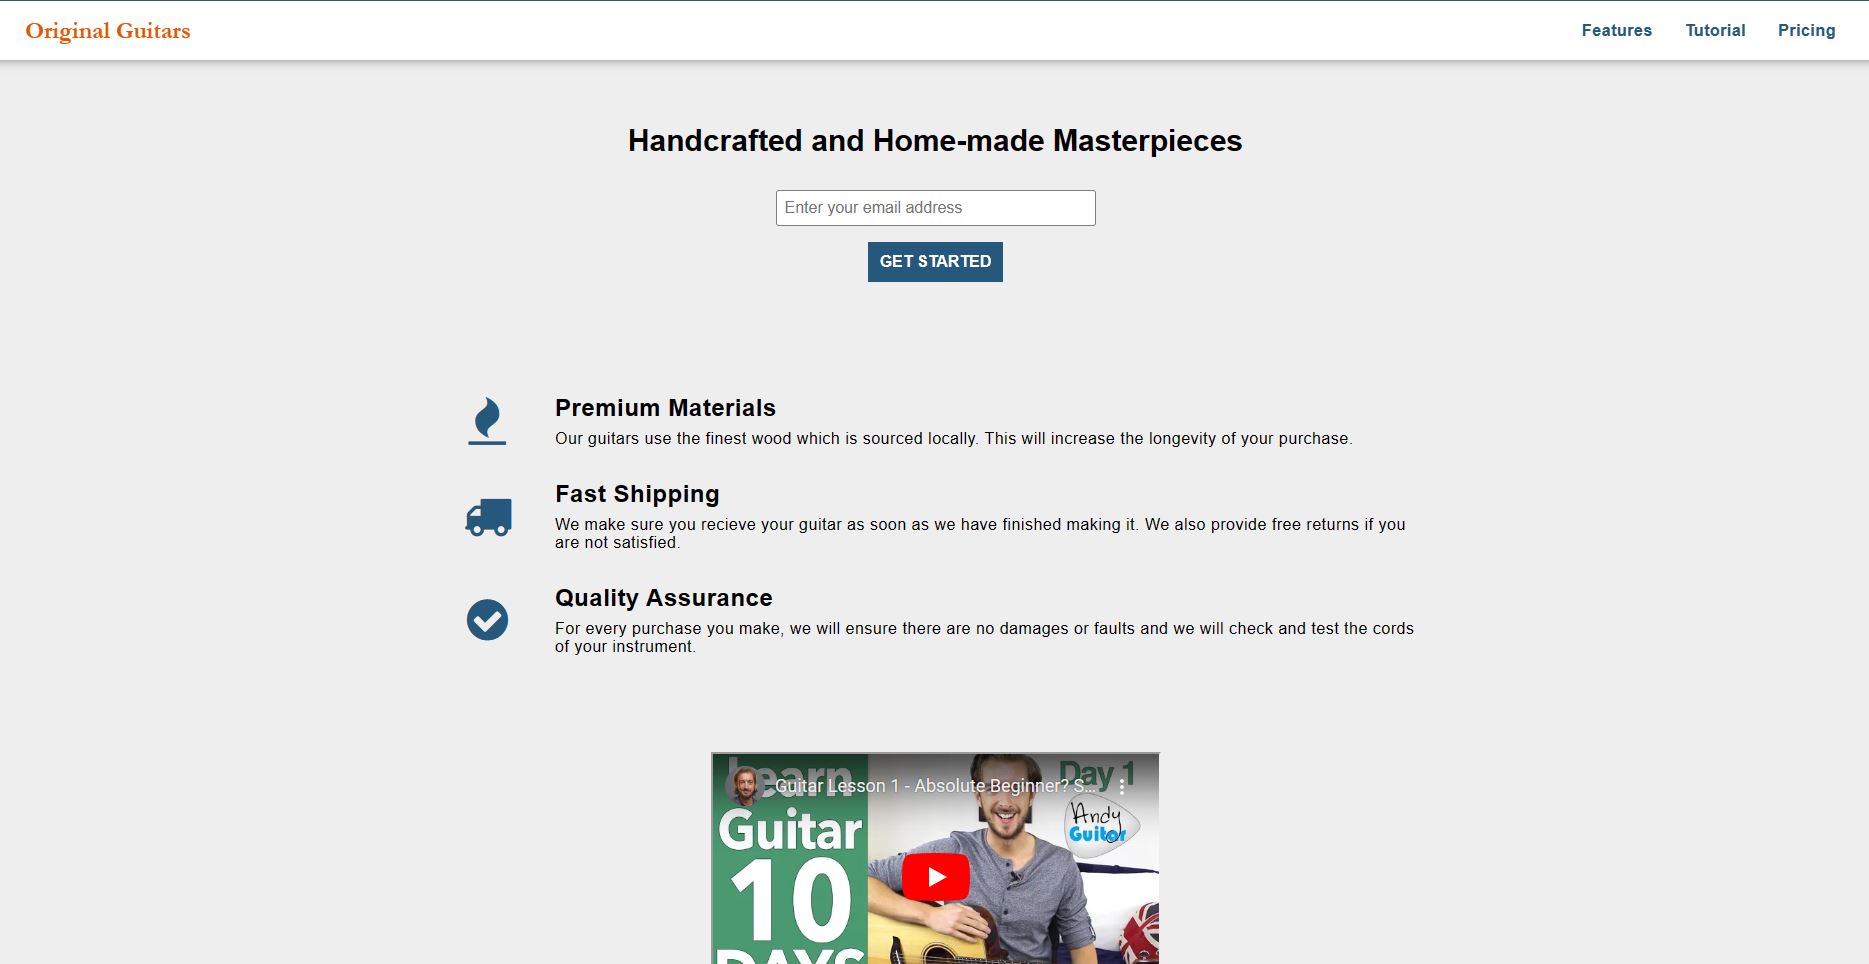 Original Guitars
Features
Tutorial
Pricing
Handcrafted and Home-made Masterpieces
Enter your email address
GET STARTED
Premium Materials
Our guitars use the finest wood which is sourced locally. This will increase the longevity of your purchase.
Fast Shipping
We make sure you recieve your guitar as soon as we have finished making it. We also provide free returns if you
are not satisfied.
Quality Assurance
For every purchase you make, we will ensure there are no damages or faults and we will check and test the cords
of your instrument.
Guitar Lesson 1 - Absolute Beginner? S...
Learn
Guitar
10
DAYS
Day 1
Andy
Guitar